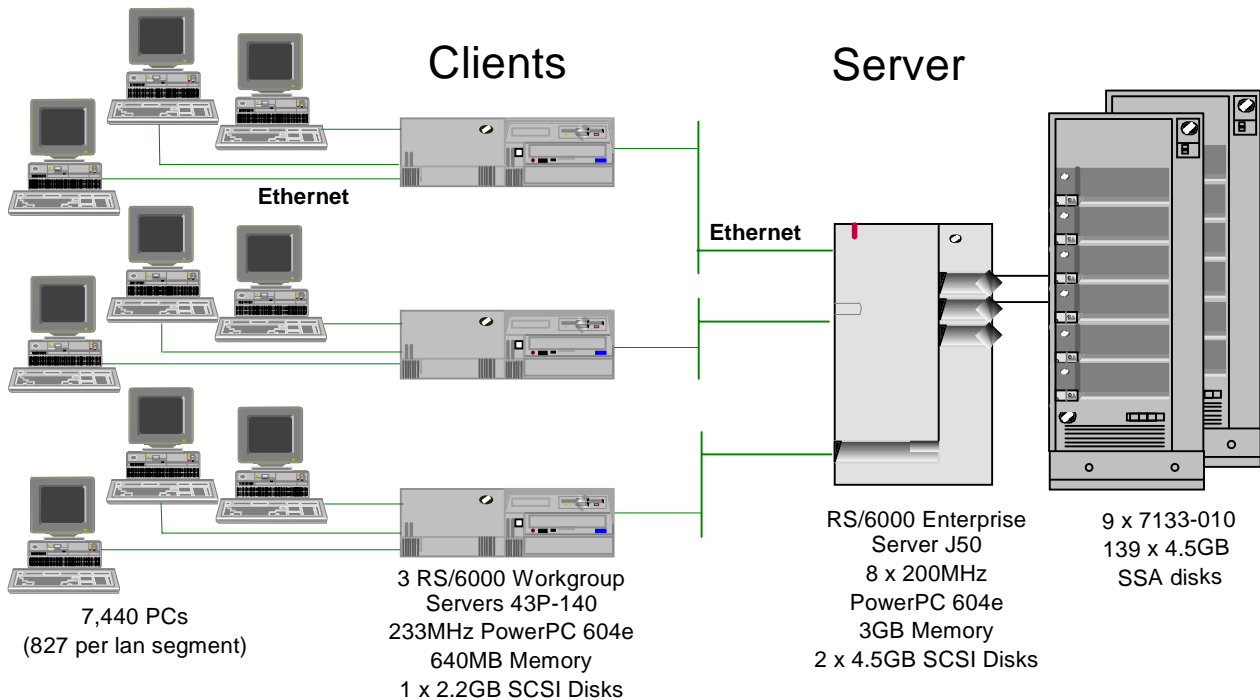 Clients
Server
Ethernet
Ethernet
7,440 PCs
(827 per lan segment)
3 RS/6000 Workgroup
Servers 43P-140
233MHz PowerPC 604e
640MB Memory
1 x 2.2GB SCSI Disks
RS/6000 Enterprise
Server J50
8 x 200MHz
PowerPC 604e
3GB Memory
2 x 4.5GB SCSI Disks
9 x 7133-010
139 x 4.5GB
SSA disks